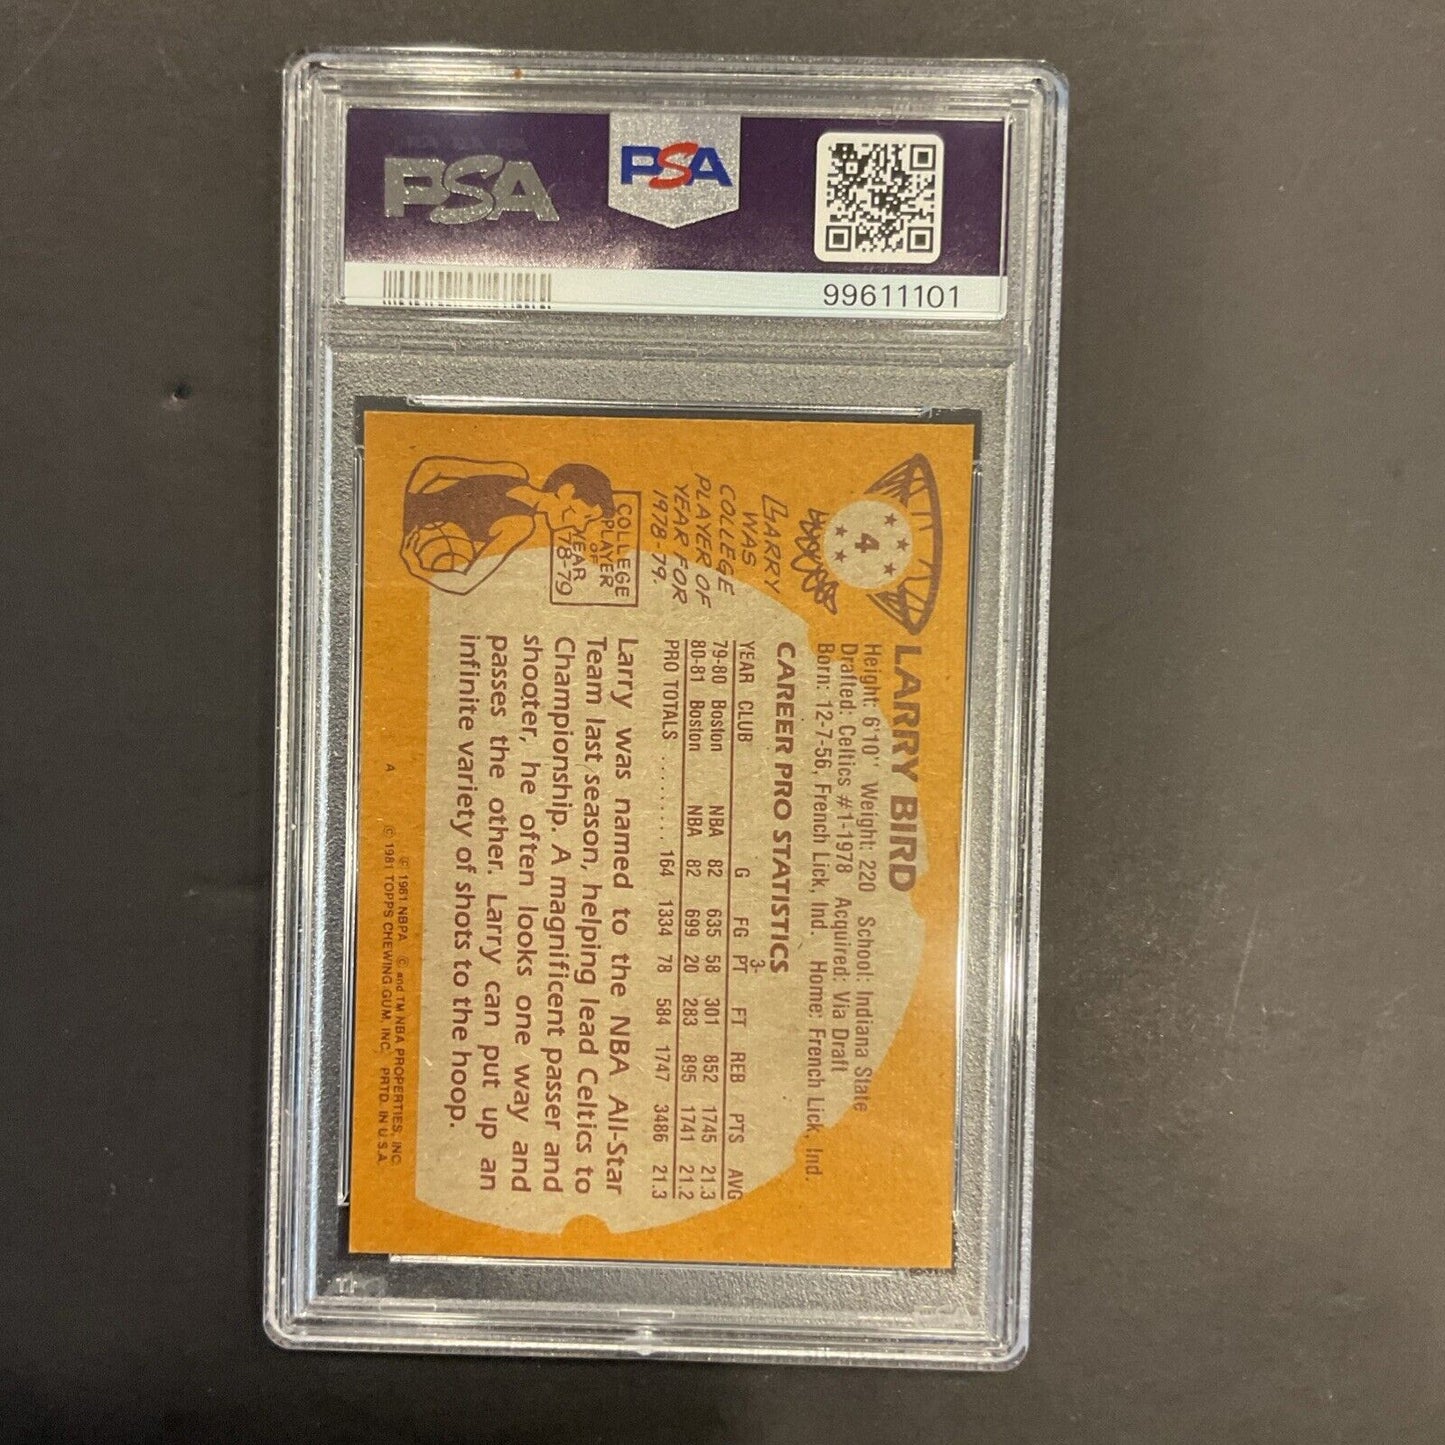 PSA
PSA
99611101
4
LARRY BIRD
Height: 6'10" Weight: 220 School: Indiana State
Drafted: Celtics #1-1978 Acquired: Via Draft
Born: 12-7-56, French Lick, Ind. Home: French Lick, Ind.
CAREER PRO STATISTICS
YEAR CLUB G FG 3-PT FT REB PTS AVG
79-80 Boston NBA 82 635 58 301 852 1745 21.3
80-81 Boston NBA 82 699 20 283 895 1741 21.2
PRO TOTALS ......... 164 1334 78 584 1747 3486 21.3
LARRY
WAS
COLLEGE
PLAYER OF
YEAR FOR
1978-79.
COLLEGE
PLAYER
OF
YEAR
78-79
Larry was named to the NBA All-Star
Team last season, helping lead Celtics to
Championship. A magnificent passer and
shooter, he often looks one way and
passes the other. Larry can put up an
infinite variety of shots to the hoop.
A
© 1981 NBPA © and TM NBA PROPERTIES, INC.
© 1981 TOPPS CHEWING GUM, INC. PRTD. IN U.S.A.